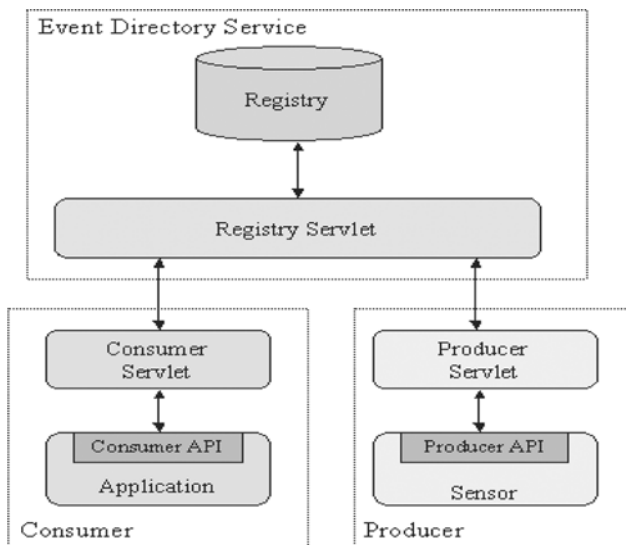 Event Directory Service
Registry
Registry Servlet
Consumer
Servlet
Consumer API
Application
Consumer
Producer
Servlet
Producer API
Sensor
Producer